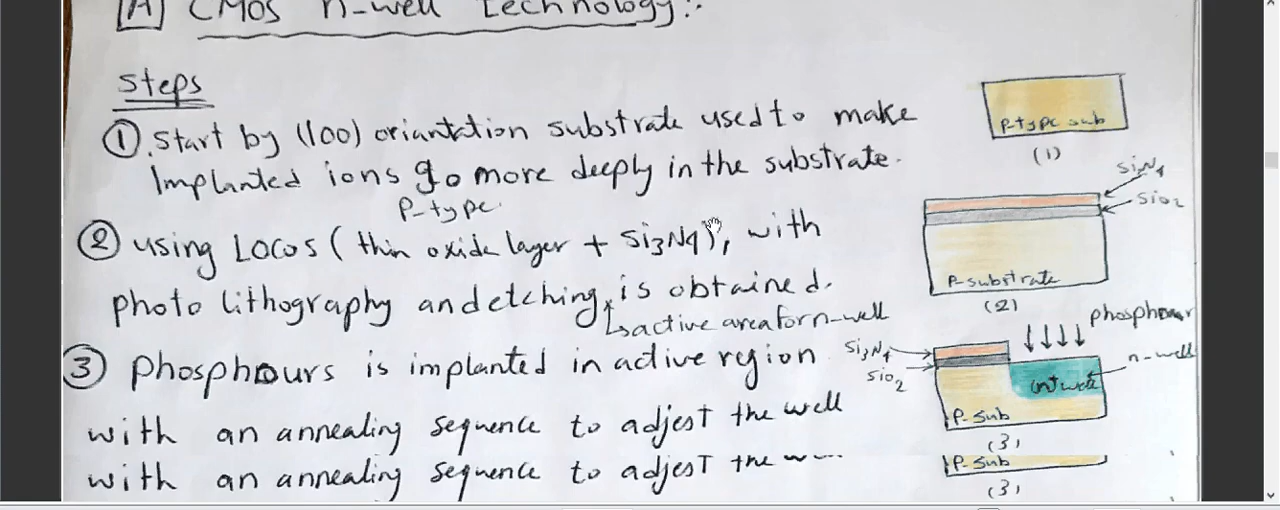 [A] CMOS n-well Technology:-
steps
① start by (100) oriantation substrate used to make
Implanted ions go more deeply in the substrate.
P-type
② using Locos ( thin oxide layer + Si3N4), with
photo lithography and etching, is obtained.
↳ active area for n-well
③ phosphours is implanted in active region
with an annealing sequence to adjest the well
with an annealing sequence to adjest the
P-type sub
(1)
Si3N4
SiO2
P-substrate
(2)
phosphour
Si3N4
SiO2
n-well
P-sub
(3)
P-sub
(3)